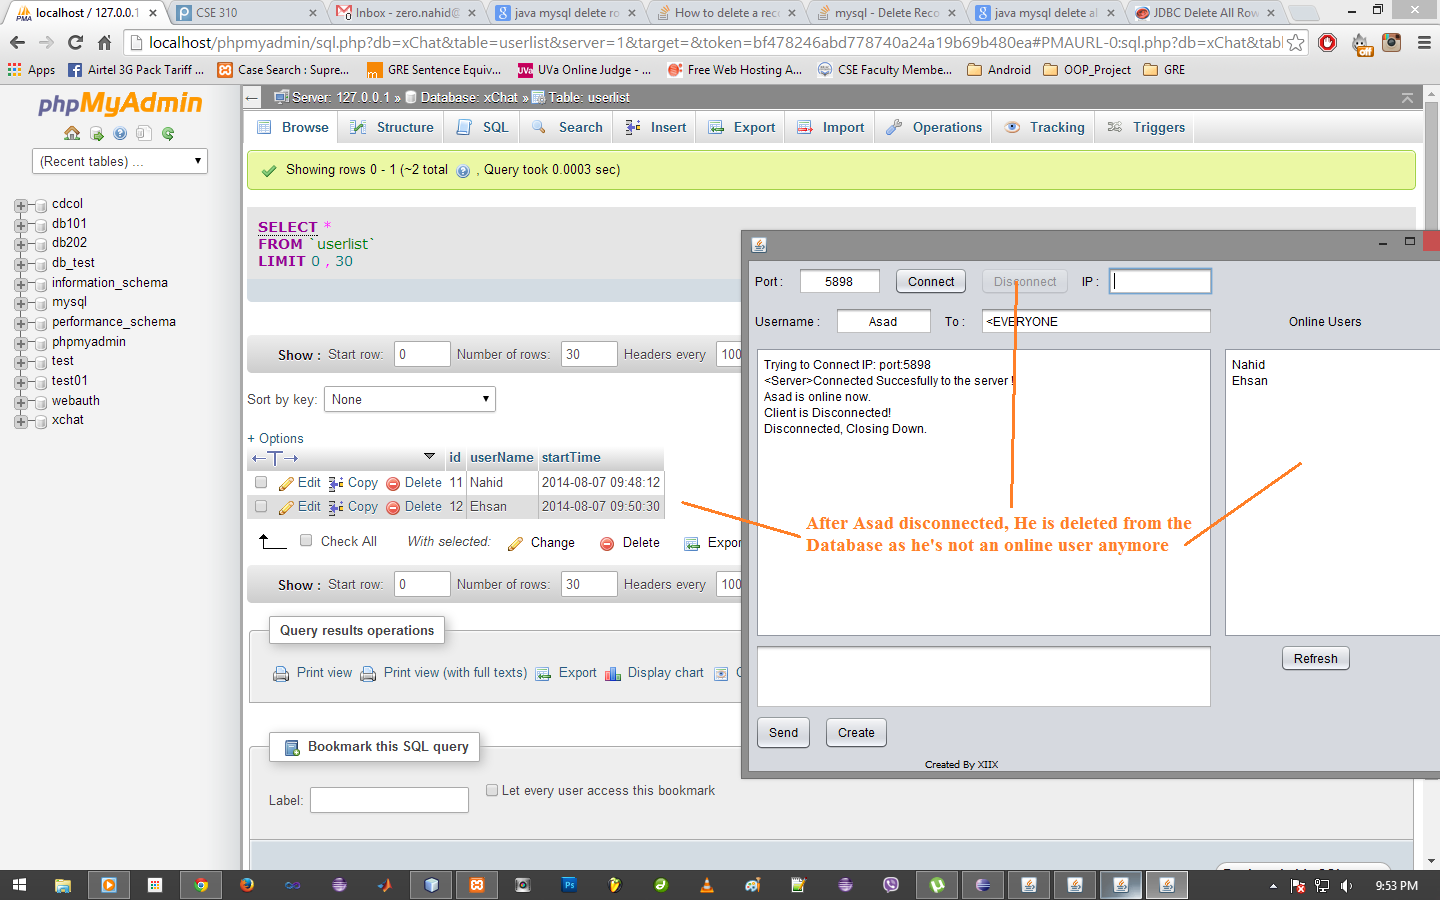 localhost / 127.0.0.1
CSE 310
Inbox - zero.nahid@
java mysql delete ro
How to delete a rec
mysql - Delete Reco
java mysql delete al
JDBC Delete All Row
localhost/phpmyadmin/sql.php?db=xChat&table=userlist&server=1&target=&token=bf478246abd778740a24a19b69b480ea#PMAURL-0:sql.php?db=xChat&tabl
Apps
Airtel 3G Pack Tariff ...
Case Search : Supre...
GRE Sentence Equiv...
UVa Online Judge - ...
Free Web Hosting A...
CSE Faculty Membe...
Android
OOP_Project
GRE
phpMyAdmin
(Recent tables) ...
cdcol
db101
db202
db_test
information_schema
mysql
performance_schema
phpmyadmin
test
test01
webauth
xchat
Server: 127.0.0.1 » Database: xChat » Table: userlist
Browse Structure SQL Search Insert Export Import Operations Tracking Triggers
Showing rows 0 - 1 (~2 total , Query took 0.0003 sec)
SELECT *
FROM `userlist`
LIMIT 0 , 30
Show : Start row: 0 Number of rows: 30 Headers every 100
Sort by key: None
+ Options
←T→ id userName startTime
Edit Copy Delete 11 Nahid 2014-08-07 09:48:12
Edit Copy Delete 12 Ehsan 2014-08-07 09:50:30
Check All With selected: Change Delete Expor
Show : Start row: 0 Number of rows: 30 Headers every 100
Query results operations
Print view Print view (with full texts) Export Display chart
Bookmark this SQL query
Label:
Let every user access this bookmark
Port : 5898 Connect Disconnect IP :
Username : Asad To : <EVERYONE Online Users
Trying to Connect IP: port:5898
<Server>Connected Succesfully to the server !
Asad is online now.
Client is Disconnected!
Disconnected, Closing Down.
Nahid
Ehsan
After Asad disconnected, He is deleted from the
Database as he's not an online user anymore
Refresh
Send Create
Created By XIIX
9:53 PM